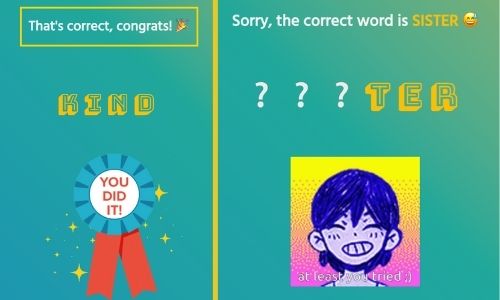 That's correct, congrats! 🎉
KIND
YOU
DID
IT!
Sorry, the correct word is SISTER 😅
? ? ? TER
at least you tried ;)